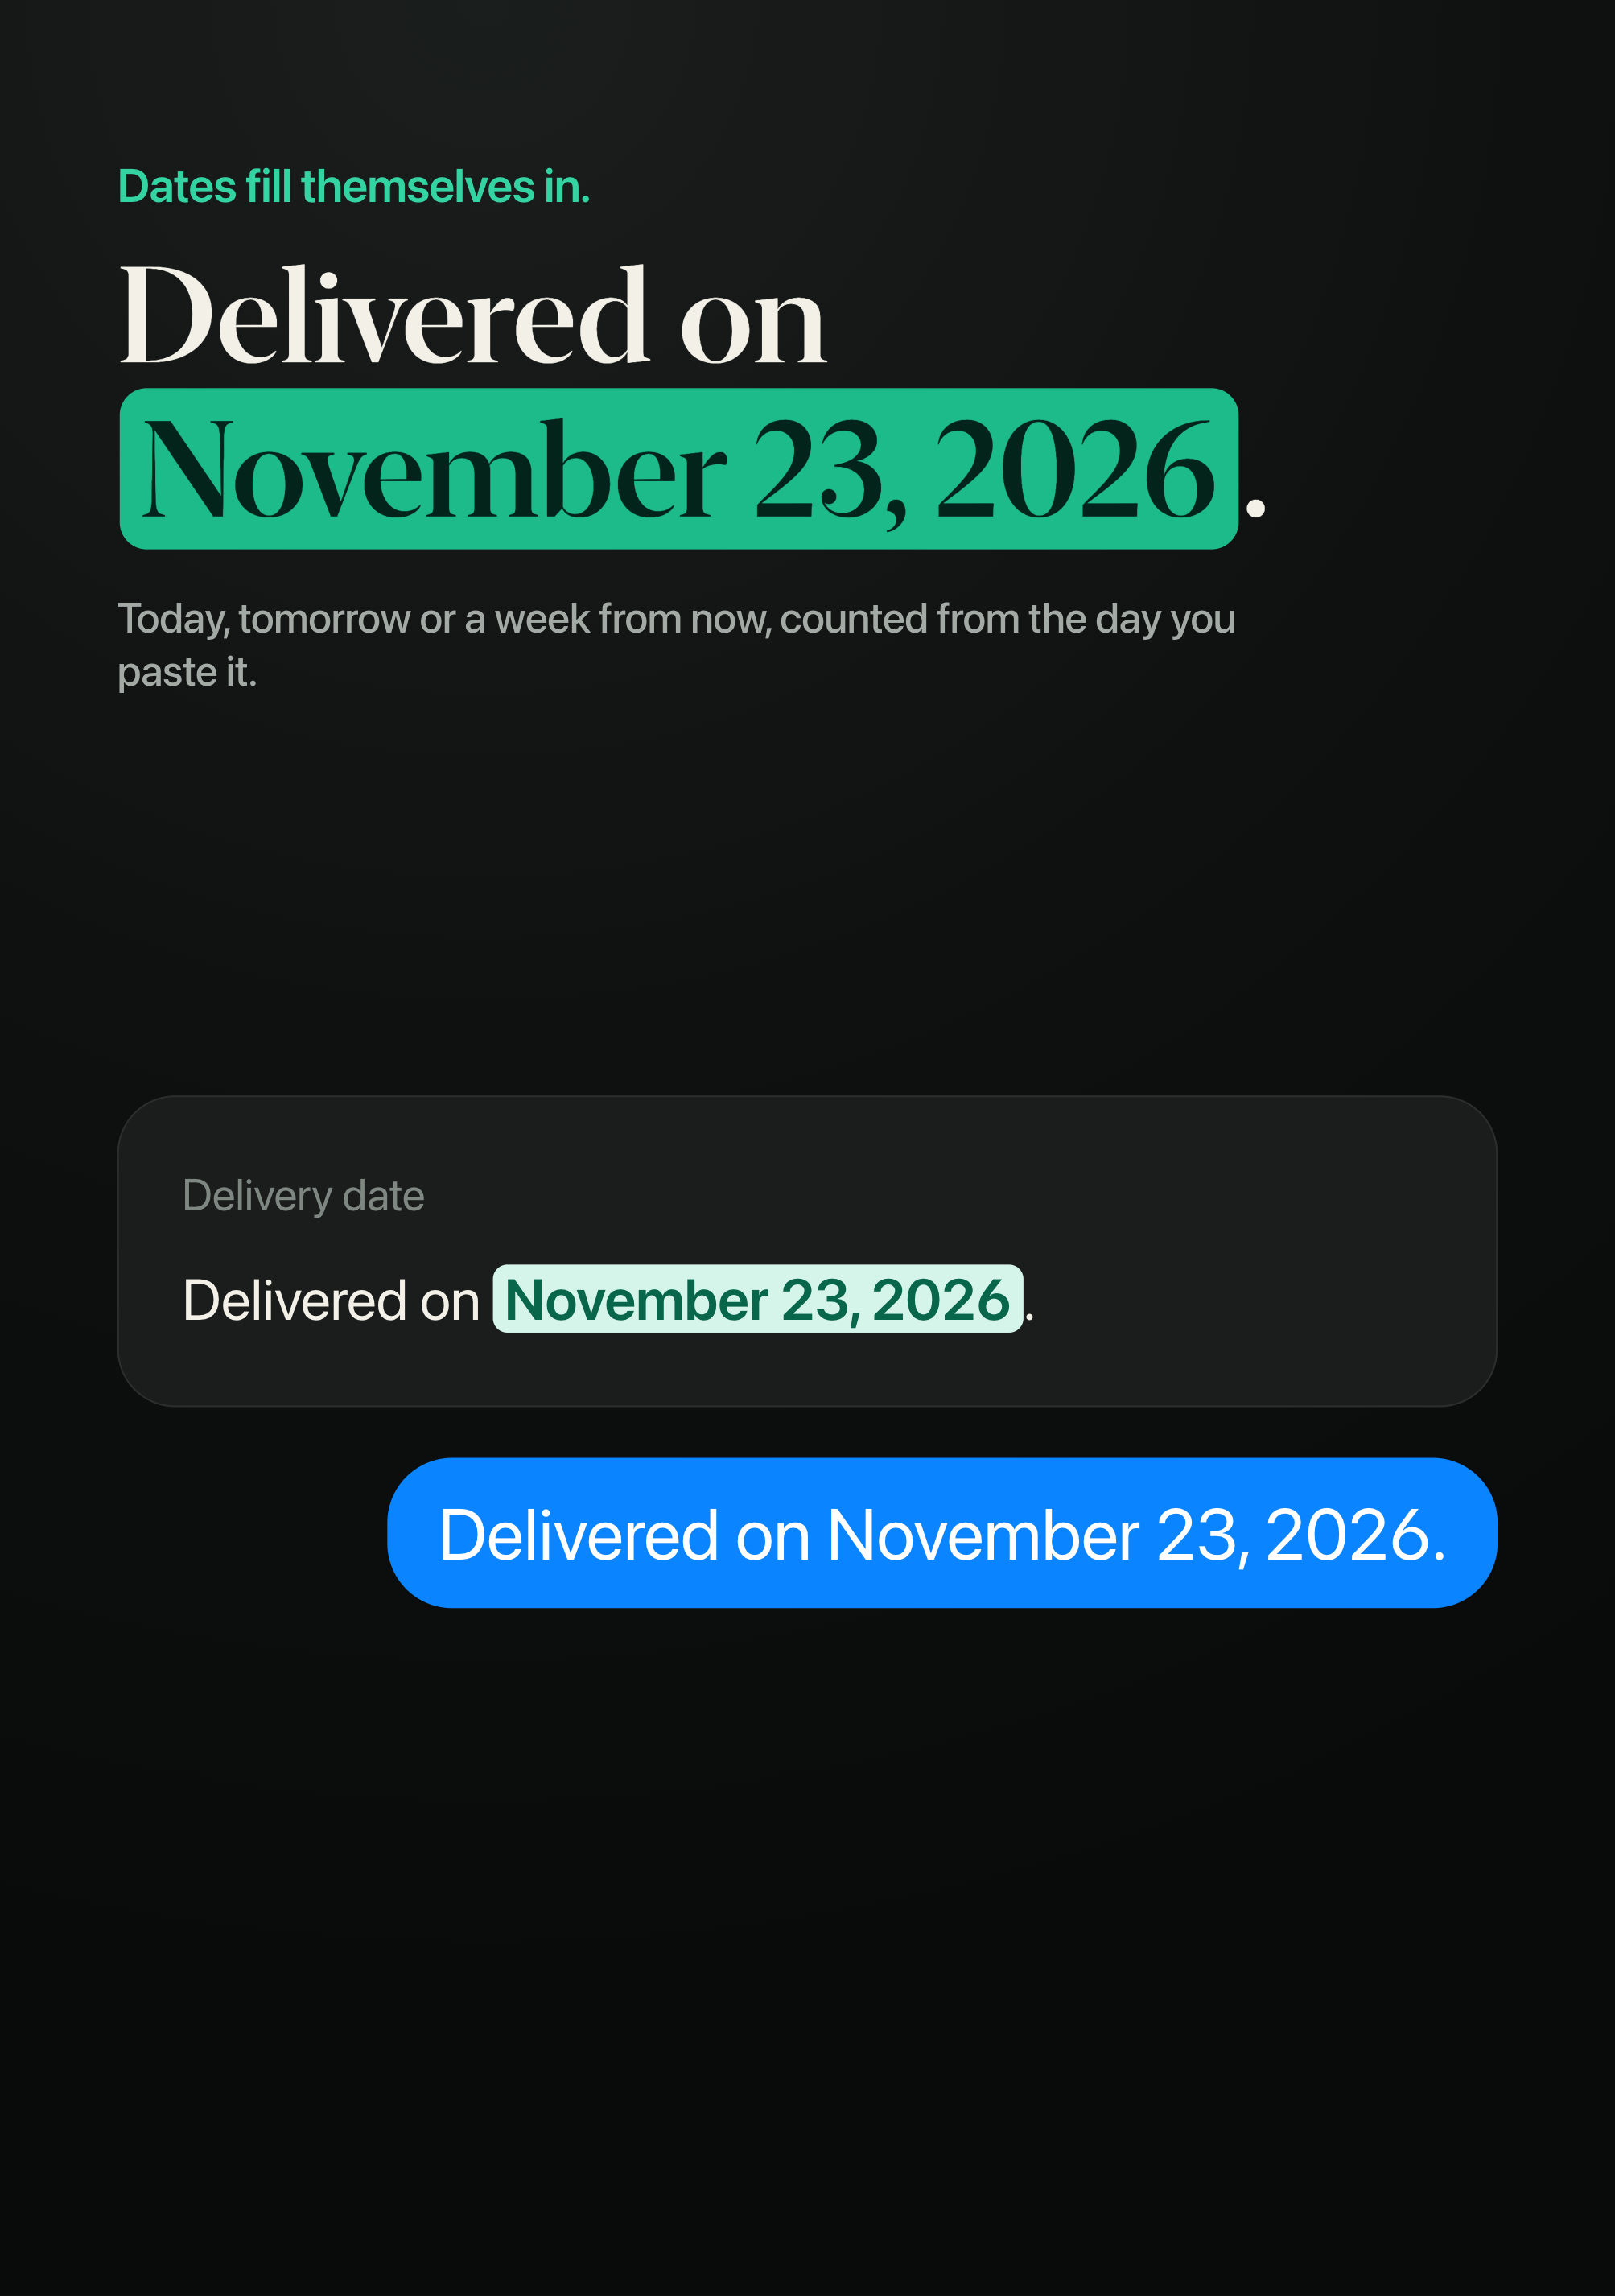 Dates fill themselves in.
Delivered on
November 23, 2026.
Today, tomorrow or a week from now, counted from the day you
paste it.
Delivery date
Delivered on November 23, 2026.
Delivered on November 23, 2026.